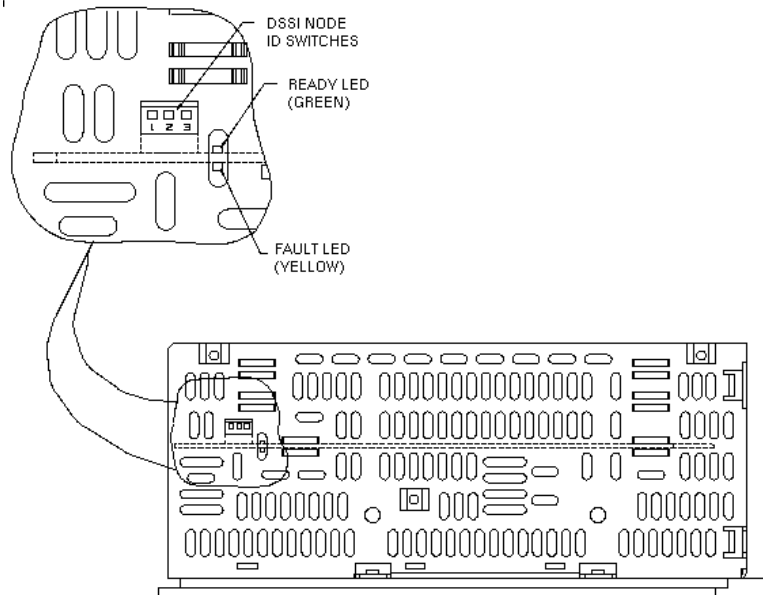 DSSI NODE
ID SWITCHES
READY LED
(GREEN)
1 2 3
FAULT LED
(YELLOW)